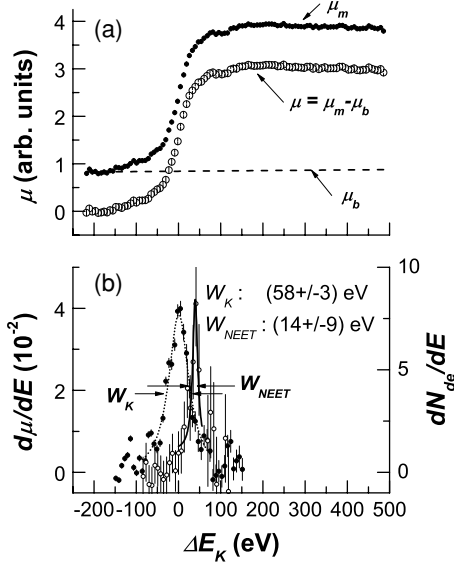 (a)
μm
μ = μm-μb
μb
μ (arb. units)
4
3
2
1
0
(b)
WK : (58+/-3) eV
WNEET : (14+/-9) eV
WK
WNEET
dμ/dE (10-2)
4
2
0
dNde/dE
10
5
0
-200 -100 0 100 200 300 400 500
ΔEK (eV)